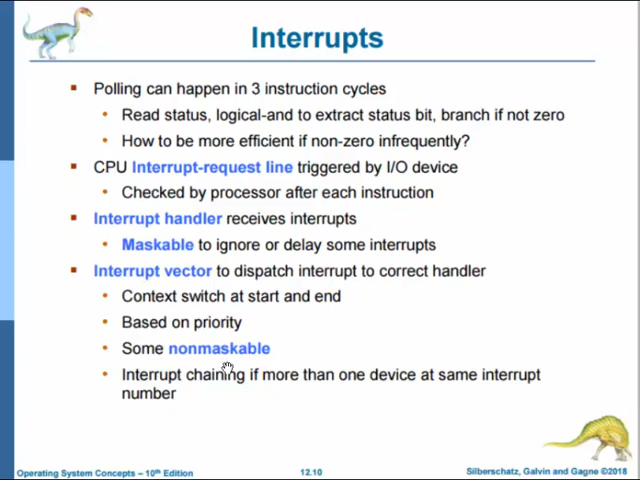 Interrupts
Polling can happen in 3 instruction cycles
Read status, logical-and to extract status bit, branch if not zero
How to be more efficient if non-zero infrequently?
CPU Interrupt-request line triggered by I/O device
Checked by processor after each instruction
Interrupt handler receives interrupts
Maskable to ignore or delay some interrupts
Interrupt vector to dispatch interrupt to correct handler
Context switch at start and end
Based on priority
Some nonmaskable
Interrupt chaining if more than one device at same interrupt
number
Operating System Concepts – 10th Edition
12.10
Silberschatz, Galvin and Gagne ©2018